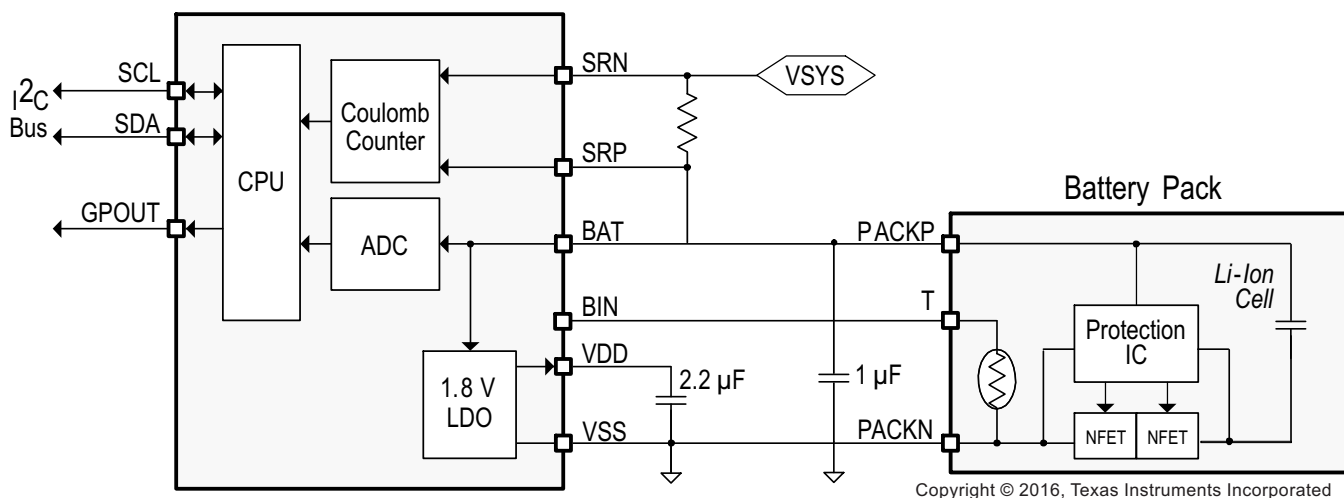 I2C
Bus
SCL
SDA
GPOUT
CPU
Coulomb
Counter
ADC
1.8 V
LDO
SRN
SRP
BAT
BIN
VDD
VSS
VSYS
2.2 µF
1 µF
Battery Pack
PACKP
T
PACKN
Li-Ion
Cell
Protection
IC
NFET
NFET
Copyright © 2016, Texas Instruments Incorporated